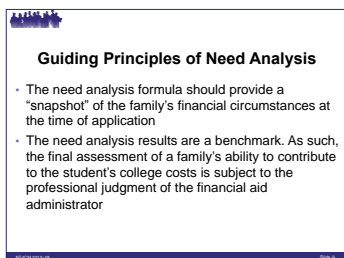 Guiding Principles of Need Analysis
• The need analysis formula should provide a
“snapshot” of the family’s financial circumstances at
the time of application
• The need analysis results are a benchmark. As such,
the final assessment of a family’s ability to contribute
to the student’s college costs is subject to the
professional judgment of the financial aid
administrator